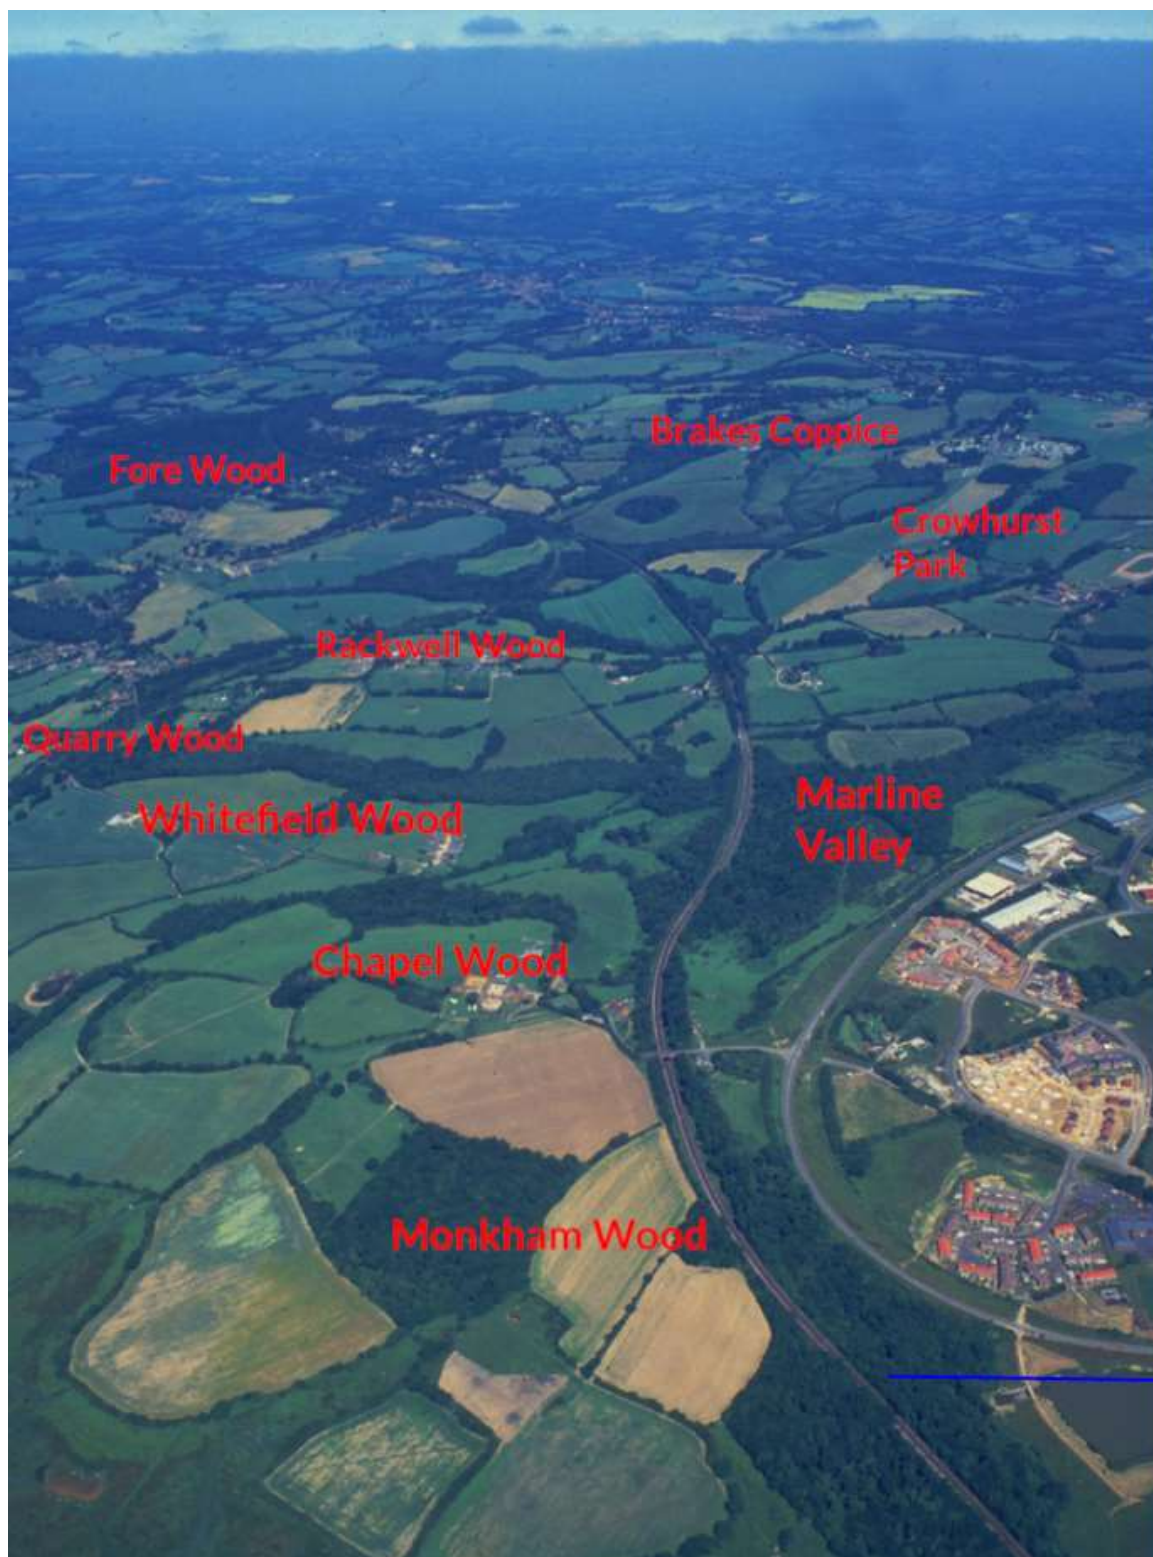 Brakes Coppice
Fore Wood
Crowhurst
Park
Rackwell Wood
Quarry Wood
Marline
Valley
Whitefield Wood
Chapel Wood
Monkham Wood